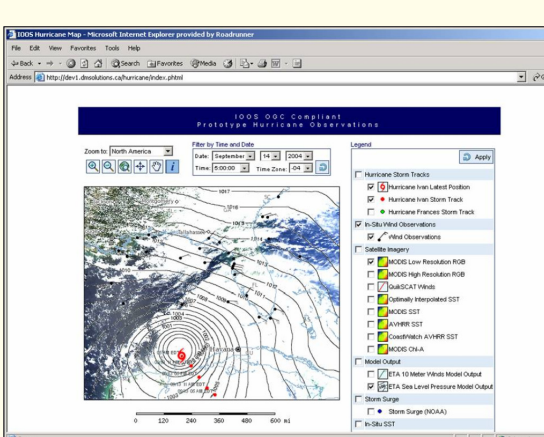 IOOS Hurricane Map - Microsoft Internet Explorer provided by Roadrunner
File Edit View Favorites Tools Help
Back Search Favorites Media
Address http://dev1.dmsolutions.ca/hurricane/index.phtml
IOOS OGC Compliant
Prototype Hurricane Observations
Zoom to: North America
Filter by Time and Date
Date: September 14 2004
Time: 5:00:00 Time Zone: -04
Legend
Apply
Hurricane Storm Tracks
Hurricane Ivan Latest Position
Hurricane Ivan Storm Track
Hurricane Frances Storm Track
In-Situ Wind Observations
Wind Observations
Satellite Imagery
MODIS Low Resolution RGB
MODIS High Resolution RGB
QuikSCAT Winds
Optimally Interpolated SST
MODIS SST
AVHRR SST
CoastWatch AVHRR SST
MODIS Chl-A
Model Output
ETA 10 Meter Winds Model Output
ETA Sea Level Pressure Model Output
Storm Surge
Storm Surge (NOAA)
In-Situ SST
1017
1016
1014
1013
1008
1004
1003
1001
0 120 240 360 480 600 mi